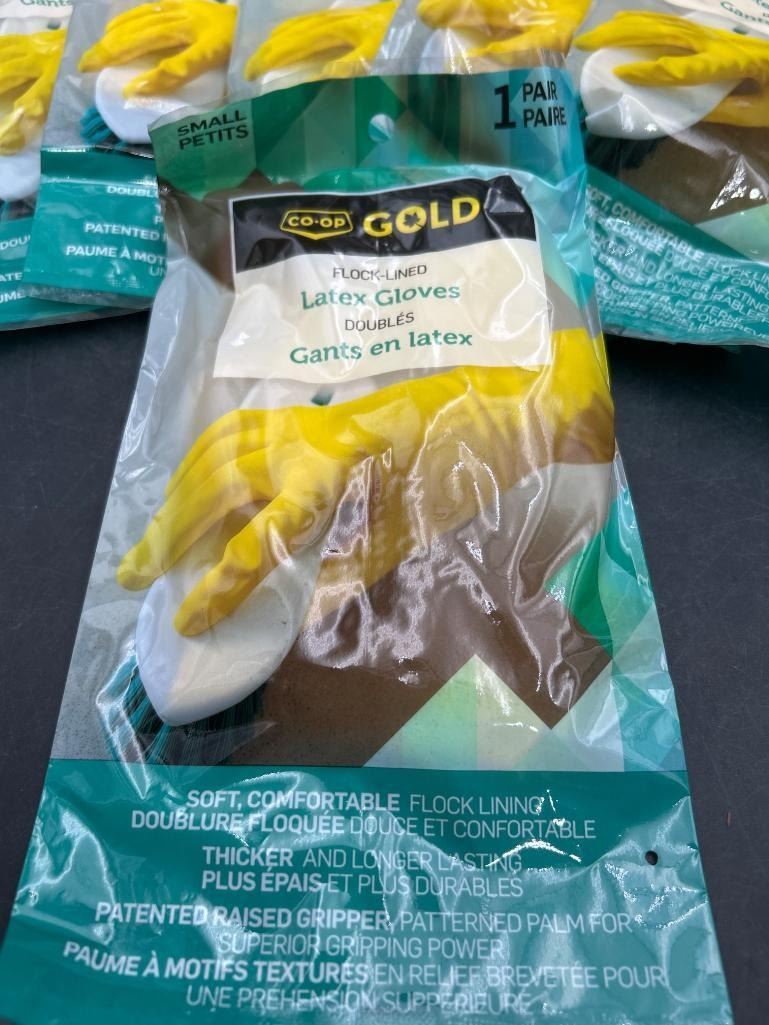 SMALL
PETITS
1 PAIR
PAIRE
CO-OP GOLD
FLOCK-LINED
Latex Gloves
DOUBLÉS
Gants en latex
SOFT, COMFORTABLE FLOCK LINING
DOUBLURE FLOQUÉE DOUCE ET CONFORTABLE
THICKER AND LONGER LASTING
PLUS ÉPAIS ET PLUS DURABLES
PATENTED RAISED GRIPPER, PATTERNED PALM FOR
SUPERIOR GRIPPING POWER
PAUME À MOTIFS TEXTURÉS EN RELIEF BREVETÉE POUR
UNE PRÉHENSION SUPPÉRIEURE